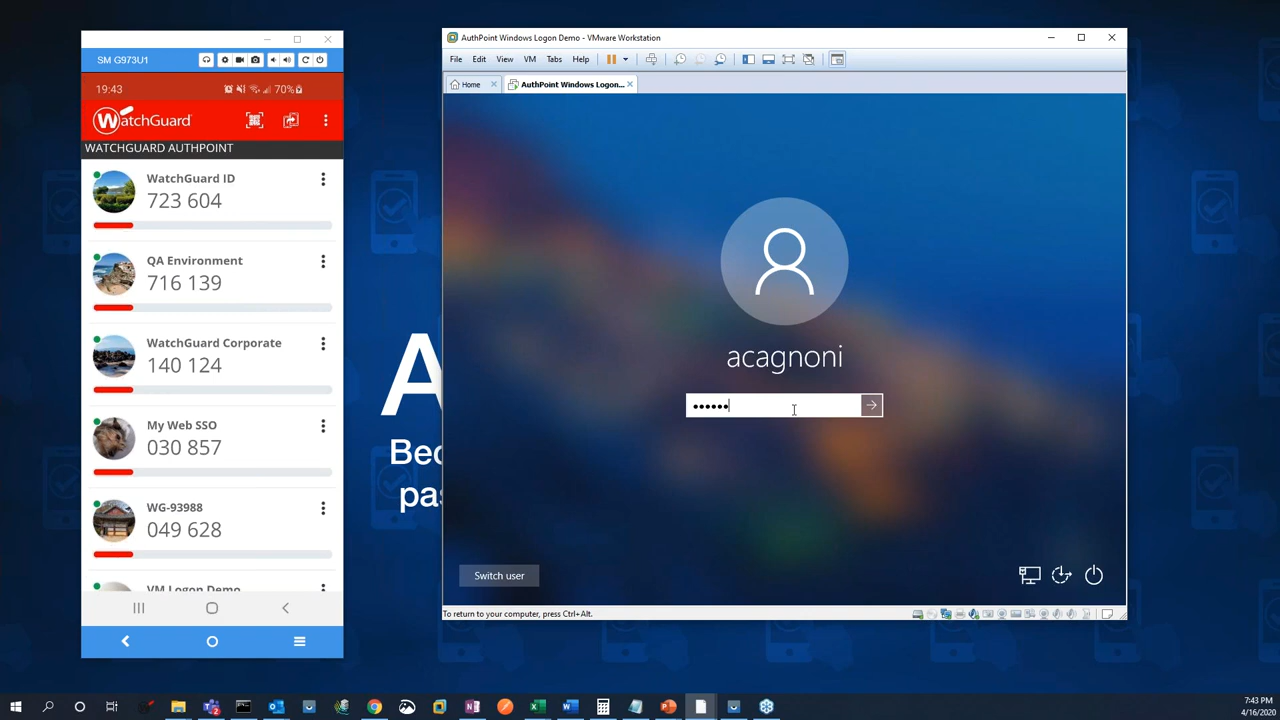 SM G973U1
19:43
70%
WatchGuard
WATCHGUARD AUTHPOINT
WatchGuard ID
723 604
QA Environment
716 139
WatchGuard Corporate
140 124
My Web SSO
030 857
WG-93988
049 628
VM Logon Demo
A
Bec
pas
AuthPoint Windows Logon Demo - VMware Workstation
File Edit View VM Tabs Help
Home
AuthPoint Windows Logon...
acagnoni
Switch user
To return to your computer, press Ctrl+Alt.
7:43 PM
4/16/2020